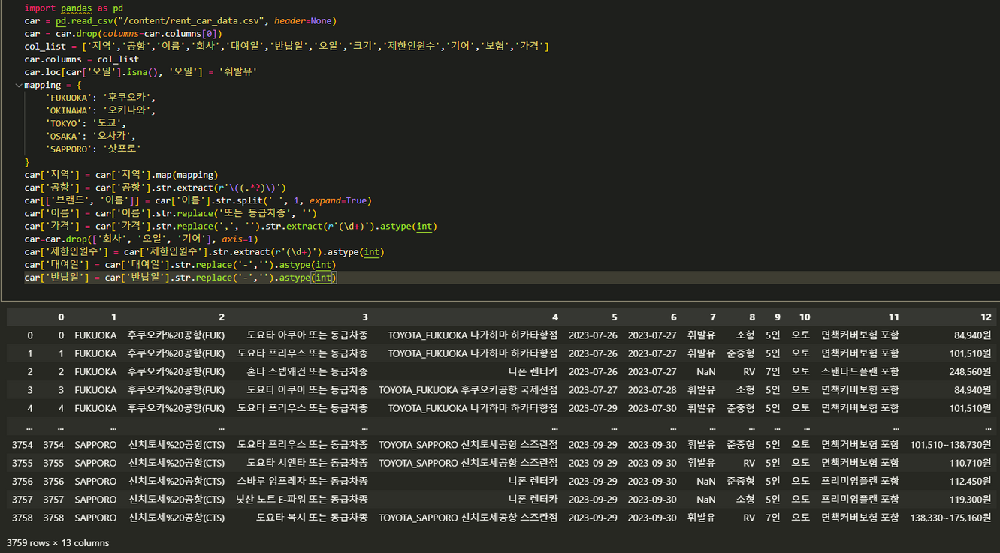 import pandas as pd
car = pd.read_csv("/content/rent_car_data.csv", header=None)
car = car.drop(columns=car.columns[0])
col_list = ['지역','공항','이름','회사','대여일','반납일','오일','크기','제한인원수','기어','보험','가격']
car.columns = col_list
car.loc[car['오일'].isna(), '오일'] = '휘발유'
mapping = {
'FUKUOKA': '후쿠오카',
'OKINAWA': '오키나와',
'TOKYO': '도쿄',
'OSAKA': '오사카',
'SAPPORO': '삿포로'
}
car['지역'] = car['지역'].map(mapping)
car['공항'] = car['공항'].str.extract(r'\((.*?)\)')
car[['브랜드', '이름']] = car['이름'].str.split(' ', 1, expand=True)
car['이름'] = car['이름'].str.replace('또는 동급차종', '')
car['가격'] = car['가격'].str.replace(',', '').str.extract(r'(\d+)').astype(int)
car=car.drop(['회사', '오일', '기어'], axis=1)
car['제한인원수'] = car['제한인원수'].str.extract(r'(\d+)').astype(int)
car['대여일'] = car['대여일'].str.replace('-','').astype(int)
car['반납일'] = car['반납일'].str.replace('-','').astype(int)
0 1 2 3 4 5 6 7 8 9 10 11 12
0 0 FUKUOKA 후쿠오카%20공항(FUK) 도요타 아쿠아 또는 동급차종 TOYOTA_FUKUOKA 나가하마 하카타항점 2023-07-26 2023-07-27 휘발유 소형 5인 오토 면책커버보험 포함 84,940원
1 1 FUKUOKA 후쿠오카%20공항(FUK) 도요타 프리우스 또는 동급차종 TOYOTA_FUKUOKA 나가하마 하카타항점 2023-07-26 2023-07-27 휘발유 준중형 5인 오토 면책커버보험 포함 101,510원
2 2 FUKUOKA 후쿠오카%20공항(FUK) 혼다 스텝왜건 또는 동급차종 니폰 렌터카 2023-07-26 2023-07-27 NaN RV 7인 오토 스탠다드플랜 포함 248,560원
3 3 FUKUOKA 후쿠오카%20공항(FUK) 도요타 아쿠아 또는 동급차종 TOYOTA_FUKUOKA 후쿠오카공항 국제선점 2023-07-27 2023-07-28 휘발유 소형 5인 오토 면책커버보험 포함 84,940원
4 4 FUKUOKA 후쿠오카%20공항(FUK) 도요타 프리우스 또는 동급차종 TOYOTA_FUKUOKA 나가하마 하카타항점 2023-07-29 2023-07-30 휘발유 준중형 5인 오토 면책커버보험 포함 101,510원
... ... ... ... ... ... ... ... ... ... ... ... ... ...
3754 3754 SAPPORO 신치토세%20공항(CTS) 도요타 프리우스 또는 동급차종 TOYOTA_SAPPORO 신치토세공항 스즈란점 2023-09-29 2023-09-30 휘발유 준중형 5인 오토 면책커버보험 포함 101,510~138,730원
3755 3755 SAPPORO 신치토세%20공항(CTS) 도요타 시엔타 또는 동급차종 TOYOTA_SAPPORO 신치토세공항 스즈란점 2023-09-29 2023-09-30 휘발유 RV 5인 오토 면책커버보험 포함 110,710원
3756 3756 SAPPORO 신치토세%20공항(CTS) 스바루 임프레자 또는 동급차종 니폰 렌터카 2023-09-29 2023-09-30 NaN 준중형 5인 오토 프리미엄플랜 포함 112,450원
3757 3757 SAPPORO 신치토세%20공항(CTS) 닛산 노트 E-파워 또는 동급차종 니폰 렌터카 2023-09-29 2023-09-30 NaN 소형 5인 오토 프리미엄플랜 포함 119,300원
3758 3758 SAPPORO 신치토세%20공항(CTS) 도요타 복시 또는 동급차종 TOYOTA_SAPPORO 신치토세공항 스즈란점 2023-09-29 2023-09-30 휘발유 RV 7인 오토 면책커버보험 포함 138,330~175,160원
3759 rows × 13 columns